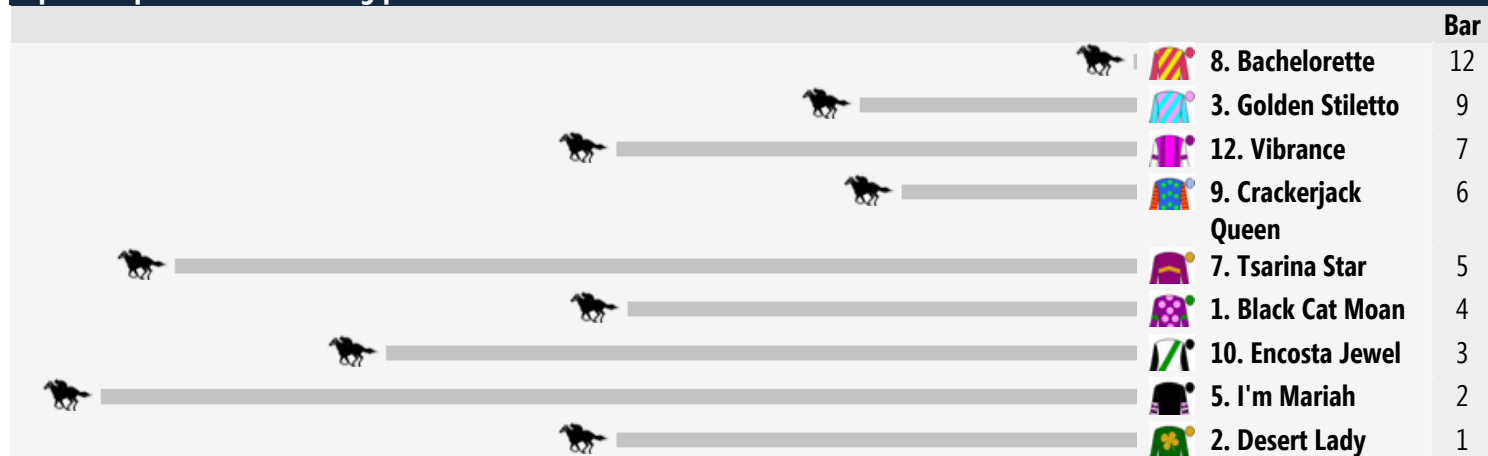 Bar
8. Bachelorette 12
3. Golden Stiletto 9
12. Vibrance 7
9. Crackerjack 6
Queen
7. Tsarina Star 5
1. Black Cat Moan 4
10. Encosta Jewel 3
5. I'm Mariah 2
2. Desert Lady 1